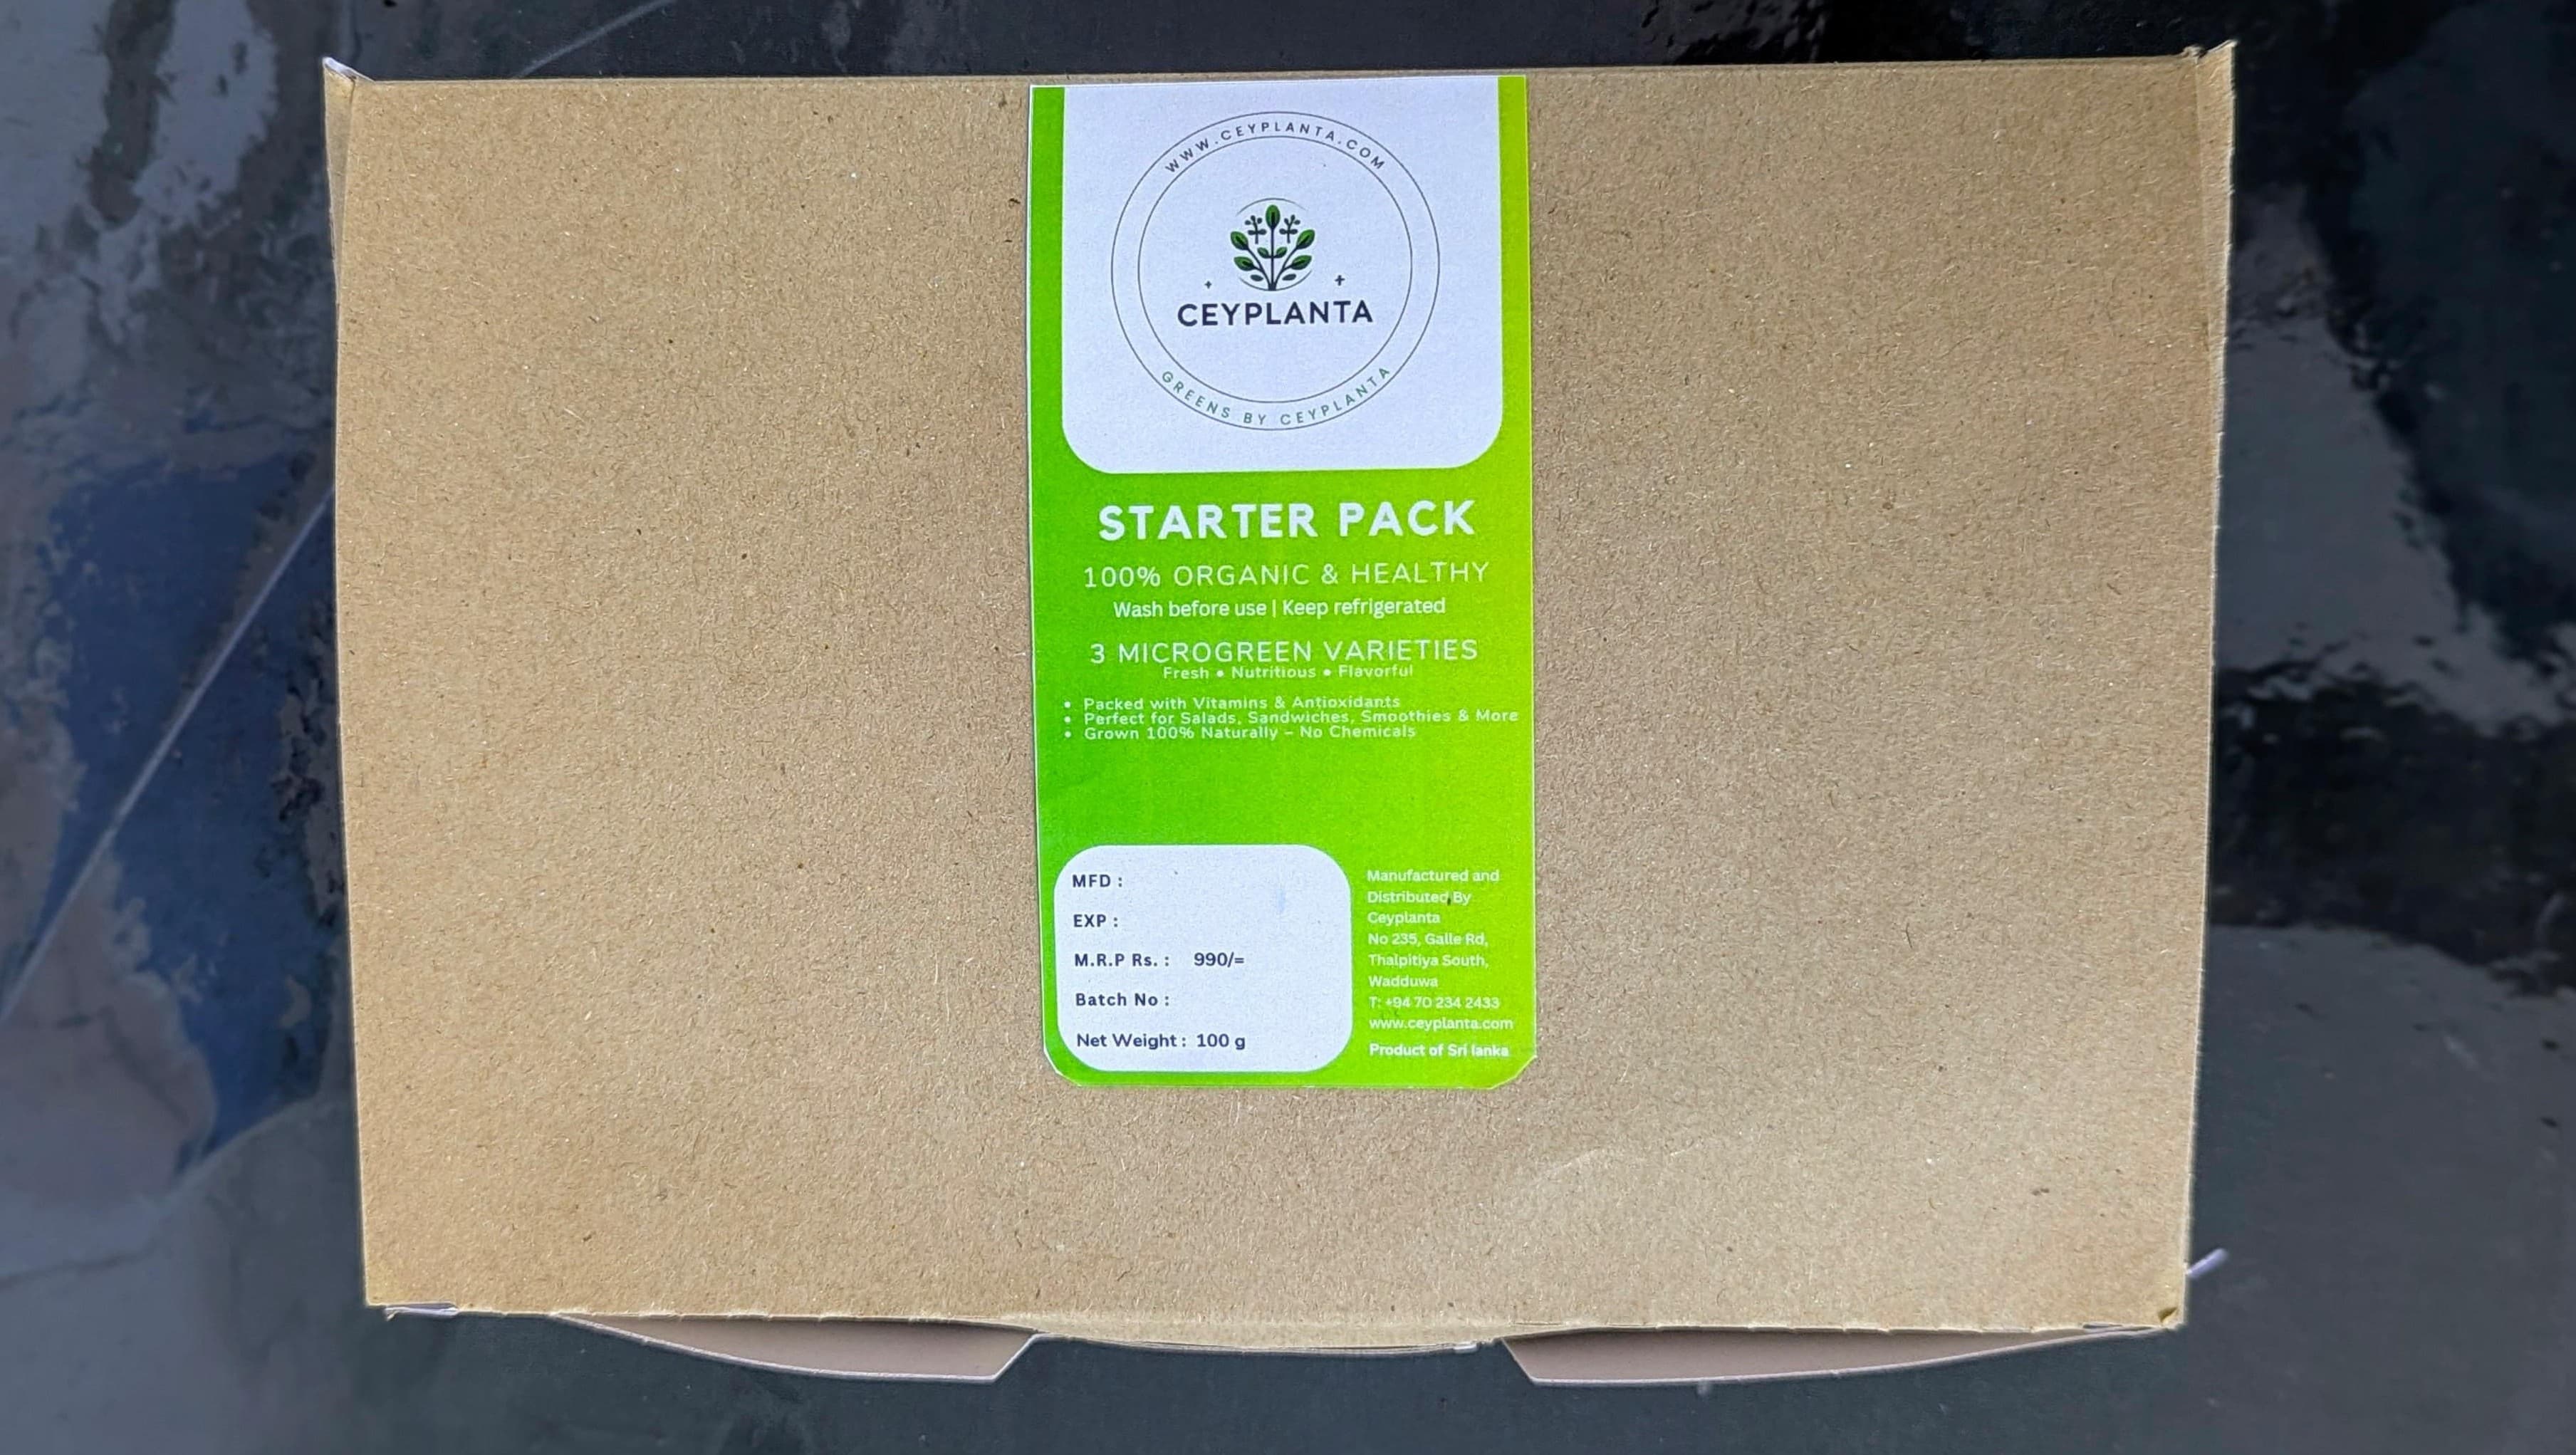 WWW.CEYPLANTA.COM
CEYPLANTA
GREENS BY CEYPLANTA
STARTER PACK
100% ORGANIC & HEALTHY
Wash before use | Keep refrigerated
3 MICROGREEN VARIETIES
Fresh • Nutritious • Flavorful
• Packed with Vitamins & Antioxidants
• Perfect for Salads, Sandwiches, Smoothies & More
• Grown 100% Naturally – No Chemicals
MFD :
EXP :
M.R.P Rs. : 990/=
Batch No :
Net Weight : 100 g
Manufactured and
Distributed By
Ceyplanta
No 235, Galle Rd,
Thalpitiya South,
Wadduwa
T: +94 70 234 2433
www.ceyplanta.com
Product of Sri lanka